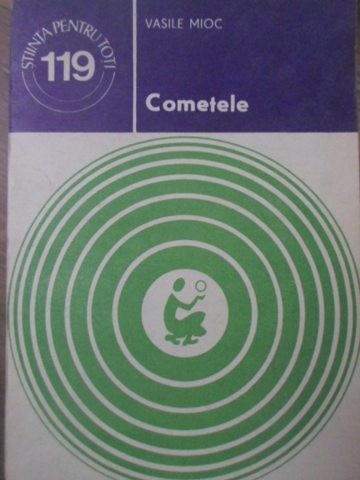 ȘTIINȚA PENTRU TOȚI
119
VASILE MIOC
Cometele